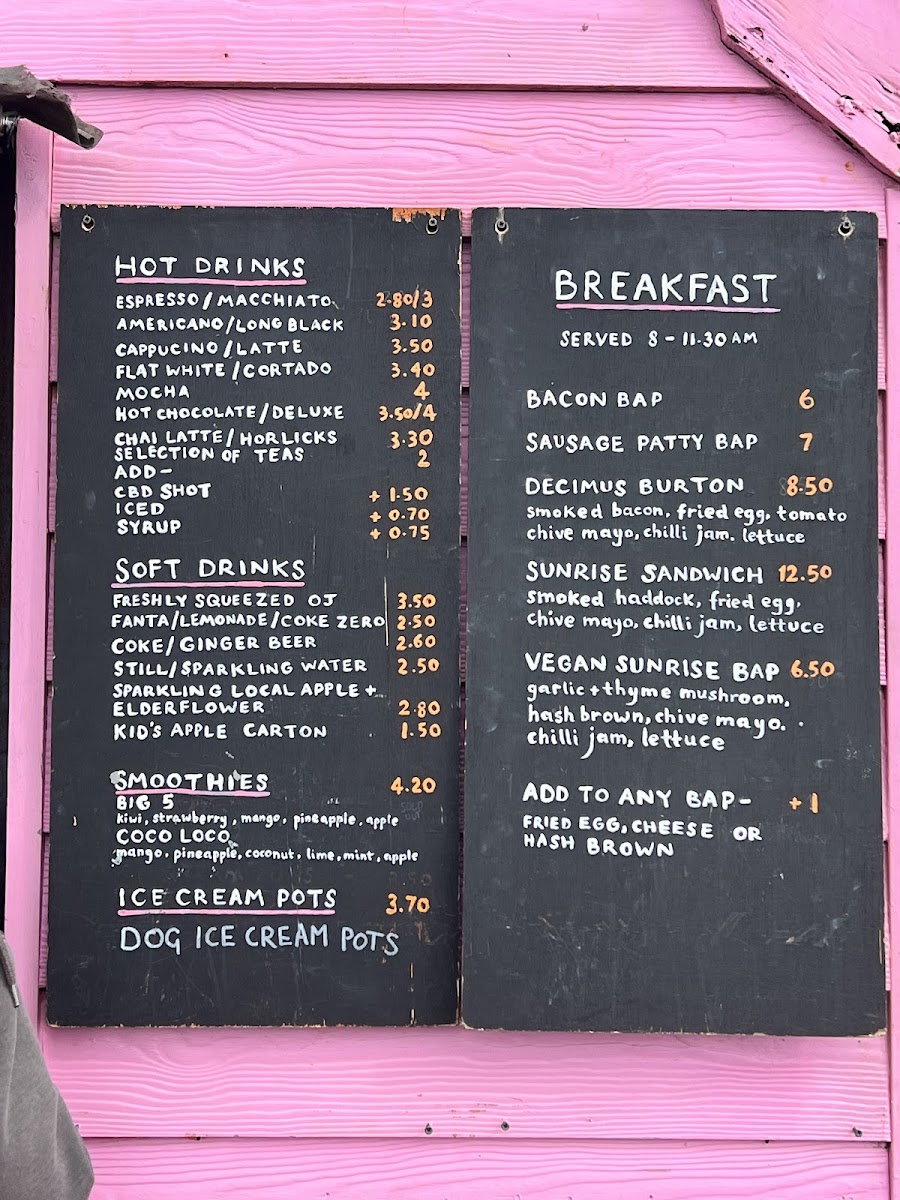 HOT DRINKS
ESPRESSO/MACCHIATO 2.80/3
AMERICANO/LONG BLACK 3.10
CAPPUCINO/LATTE 3.50
FLAT WHITE/CORTADO 3.40
MOCHA 4
HOT CHOCOLATE/DELUXE 3.50/4
CHAI LATTE/HORLICKS 3.30
SELECTION OF TEAS 2
ADD-
CBD SHOT +1.50
ICED +0.70
SYRUP +0.75
SOFT DRINKS
FRESHLY SQUEEZED OJ 3.50
FANTA/LEMONADE/COKE ZERO 2.50
COKE/GINGER BEER 2.60
STILL/SPARKLING WATER 2.50
SPARKLING LOCAL APPLE +
ELDERFLOWER 2.80
KID'S APPLE CARTON 1.50
SMOOTHIES 4.20
BIG 5
kiwi, strawberry, mango, pineapple, apple
COCO LOCO
mango, pineapple, coconut, lime, mint, apple
ICE CREAM POTS 3.70
DOG ICE CREAM POTS
BREAKFAST
SERVED 8-11.30AM
BACON BAP 6
SAUSAGE PATTY BAP 7
DECIMUS BURTON 8.50
smoked bacon, fried egg, tomato
chive mayo, chilli jam. lettuce
SUNRISE SANDWICH 12.50
smoked haddock, fried egg,
chive mayo, chilli jam, lettuce
VEGAN SUNRISE BAP 6.50
garlic + thyme mushroom,
hash brown, chive mayo.
chilli jam, lettuce
ADD TO ANY BAP- +1
FRIED EGG, CHEESE OR
HASH BROWN